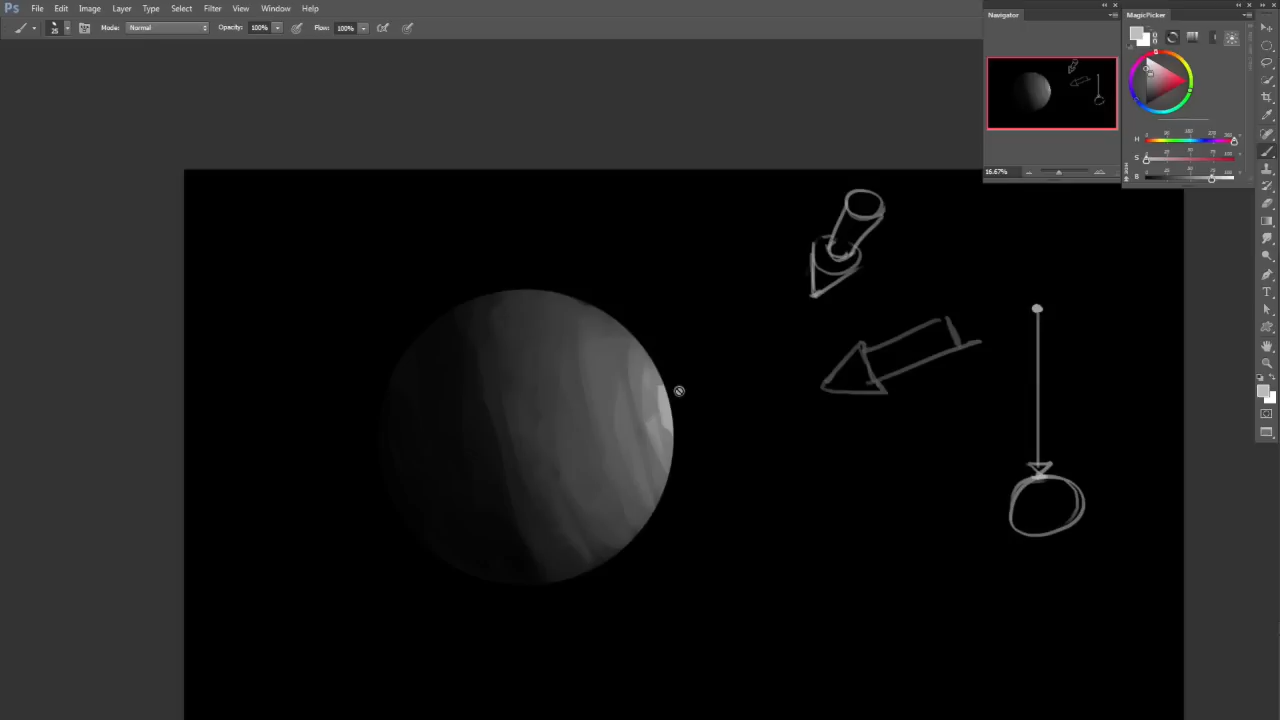 Ps File Edit Image Layer Type Select Filter View Window Help
25 Mode: Normal Opacity: 100% Flow: 100%
Navigator
16.67%
MagicPicker
H
S
B
T